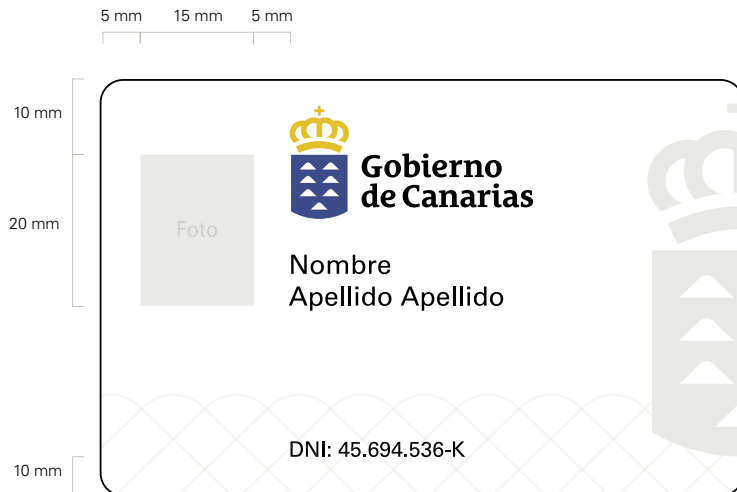 5 mm 15 mm 5 mm
10 mm
Gobierno
de Canarias
20 mm
Foto
Nombre
Apellido Apellido
DNI: 45.694.536-K
10 mm